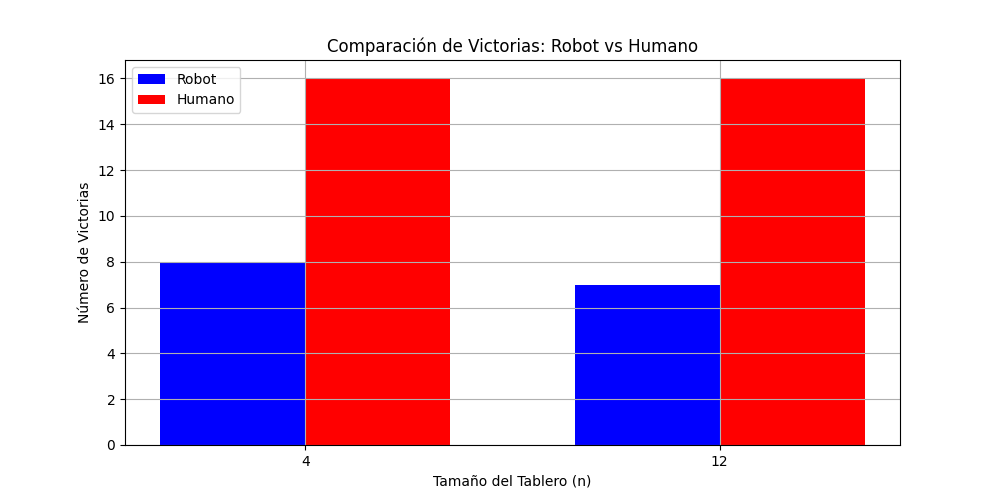 Comparación de Victorias: Robot vs Humano
Robot
Humano
Número de Victorias
16
14
12
10
8
6
4
2
0
4
12
Tamaño del Tablero (n)